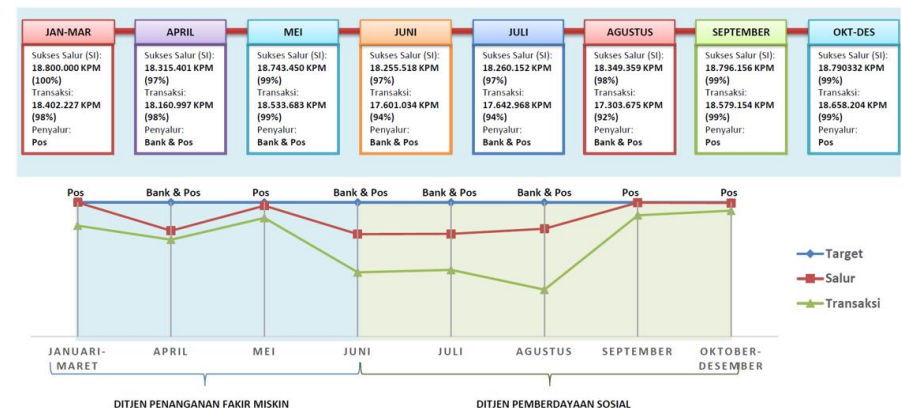 JAN-MAR
Sukses Salur (SI):
18.800.000 KPM
(100%)
Transaksi:
18.402.227 KPM
(98%)
Penyalur:
Pos
APRIL
Sukses Salur (SI):
18.315.401 KPM
(97%)
Transaksi:
18.160.997 KPM
(98%)
Penyalur:
Bank & Pos
MEI
Sukses Salur (SI):
18.743.450 KPM
(99%)
Transaksi:
18.533.683 KPM
(99%)
Penyalur:
Bank & Pos
JUNI
Sukses Salur (SI):
18.255.518 KPM
(97%)
Transaksi:
17.601.034 KPM
(94%)
Penyalur:
Bank & Pos
JULI
Sukses Salur (SI):
18.260.152 KPM
(97%)
Transaksi:
17.642.968 KPM
(94%)
Penyalur:
Bank & Pos
AGUSTUS
Sukses Salur (SI):
18.349.359 KPM
(98%)
Transaksi:
17.303.675 KPM
(92%)
Penyalur:
Bank & Pos
SEPTEMBER
Sukses Salur (SI):
18.796.156 KPM
(99%)
Transaksi:
18.579.154 KPM
(99%)
Penyalur:
Pos
OKT-DES
Sukses Salur (SI):
18.790332 KPM
(99%)
Transaksi:
18.658.204 KPM
(99%)
Penyalur:
Pos
Pos
Bank & Pos
Pos
Bank & Pos
Bank & Pos
Bank & Pos
Pos
Pos
Target
Salur
Transaksi
JANUARI-
MARET
APRIL
MEI
JUNI
JULI
AGUSTUS
SEPTEMBER
OKTOBER-
DESEMBER
DITJEN PENANGANAN FAKIR MISKIN
DITJEN PEMBERDAYAAN SOSIAL